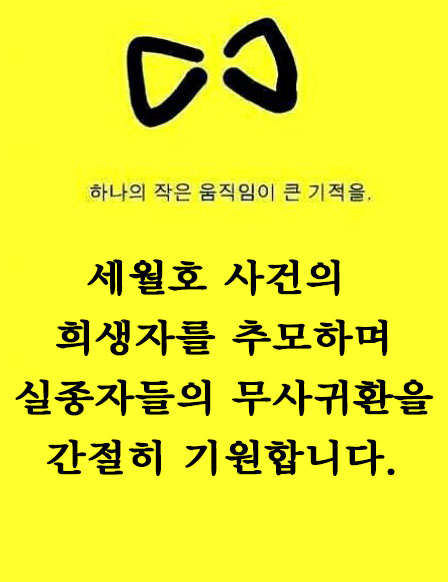 하나의 작은 움직임이 큰 기적을.
세월호 사건의
희생자를 추모하며
실종자들의 무사귀환을
간절히 기원합니다.